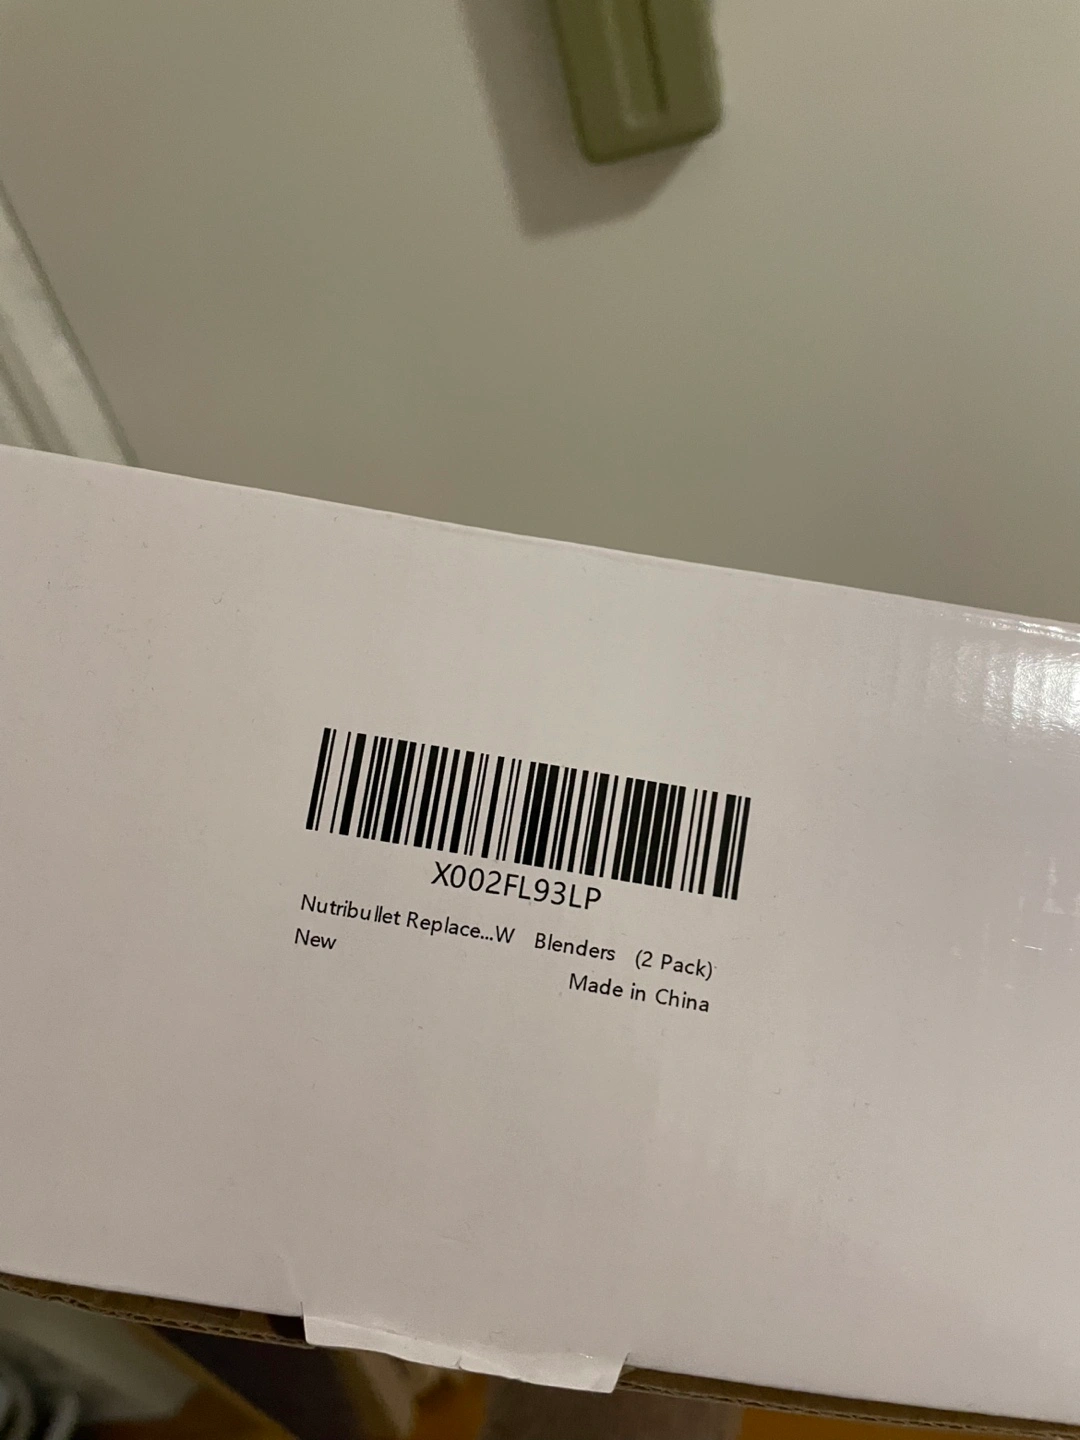 X002FL93LP
Nutribullet Replace...W Blenders (2 Pack)
New
Made in China